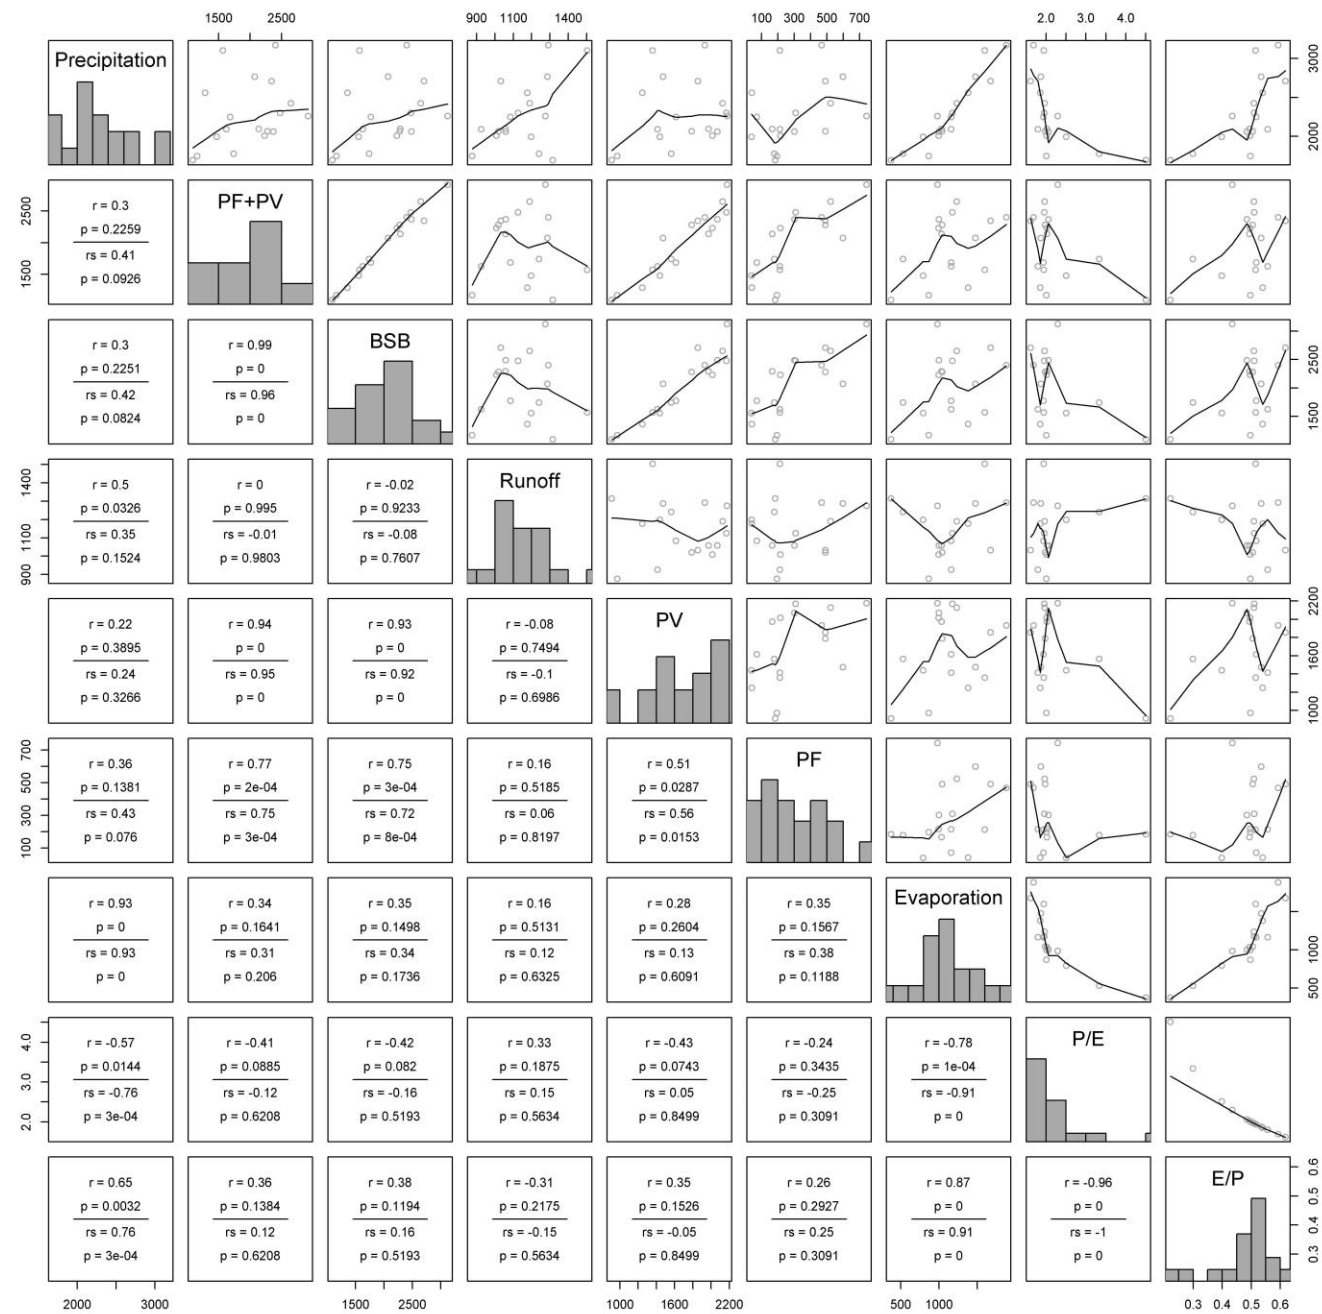 1500 2500 900 1100 1400 100 300 500 700 2.0 3.0 4.0
Precipitation
2000 3000
1500 2500
r = 0.3
p = 0.2259
rs = 0.41
p = 0.0926
PF+PV
r = 0.3
p = 0.2251
rs = 0.42
p = 0.0824
r = 0.99
p = 0
rs = 0.96
p = 0
BSB
1500 2500
900 1100 1400
r = 0.5
p = 0.0326
rs = 0.35
p = 0.1524
r = 0
p = 0.995
rs = -0.01
p = 0.9803
r = -0.02
p = 0.9233
rs = -0.08
p = 0.7607
Runoff
r = 0.22
p = 0.3895
rs = 0.24
p = 0.3266
r = 0.94
p = 0
rs = 0.95
p = 0
r = 0.93
p = 0
rs = 0.92
p = 0
r = -0.08
p = 0.7494
rs = -0.1
p = 0.6986
PV
1000 1600 2200
100 300 500 700
r = 0.36
p = 0.1381
rs = 0.43
p = 0.076
r = 0.77
p = 2e-04
rs = 0.75
p = 3e-04
r = 0.75
p = 3e-04
rs = 0.72
p = 8e-04
r = 0.16
p = 0.5185
rs = 0.06
p = 0.8197
r = 0.51
p = 0.0287
rs = 0.56
p = 0.0153
PF
r = 0.93
p = 0
rs = 0.93
p = 0
r = 0.34
p = 0.1641
rs = 0.31
p = 0.206
r = 0.35
p = 0.1498
rs = 0.34
p = 0.1736
r = 0.16
p = 0.5131
rs = 0.12
p = 0.6325
r = 0.28
p = 0.2604
rs = 0.13
p = 0.6091
r = 0.35
p = 0.1567
rs = 0.38
p = 0.1188
Evaporation
500 1000
2.0 3.0 4.0
r = -0.57
p = 0.0144
rs = -0.76
p = 3e-04
r = -0.41
p = 0.0885
rs = -0.12
p = 0.6208
r = -0.42
p = 0.082
rs = -0.16
p = 0.5193
r = 0.33
p = 0.1875
rs = 0.15
p = 0.5634
r = -0.43
p = 0.0743
rs = 0.05
p = 0.8499
r = -0.24
p = 0.3435
rs = -0.25
p = 0.3091
r = -0.78
p = 1e-04
rs = -0.91
p = 0
P/E
r = 0.65
p = 0.0032
rs = 0.76
p = 3e-04
r = 0.36
p = 0.1384
rs = 0.12
p = 0.6208
r = 0.38
p = 0.1194
rs = 0.16
p = 0.5193
r = -0.31
p = 0.2175
rs = -0.15
p = 0.5634
r = 0.35
p = 0.1526
rs = -0.05
p = 0.8499
r = 0.26
p = 0.2927
rs = 0.25
p = 0.3091
r = 0.87
p = 0
rs = 0.91
p = 0
r = -0.96
p = 0
rs = -1
p = 0
E/P
0.3 0.4 0.5 0.6
2000 3000 1500 2500 1000 1400 1800 2200 500 1000 0.3 0.4 0.5 0.6